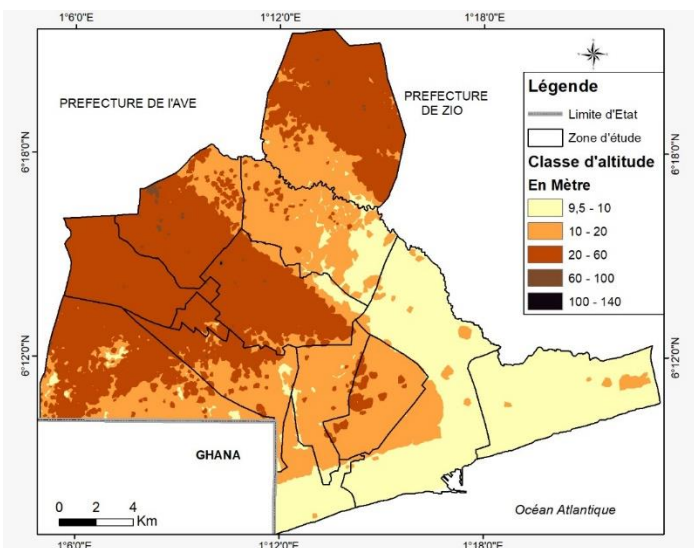 1°6'0"E
1°12'0"E
1°18'0"E
PREFECTURE DE l'AVE
PREFECTURE
DE ZIO
Légende
Limite d'Etat
Zone d'étude
Classe d'altitude
En Mètre
9,5 - 10
10 - 20
20 - 60
60 - 100
100 - 140
6°18'0"N
6°18'0"N
6°12'0"N
6°12'0"N
GHANA
0 2 4
Km
Océan Atlantique
1°6'0"E
1°12'0"E
1°18'0"E